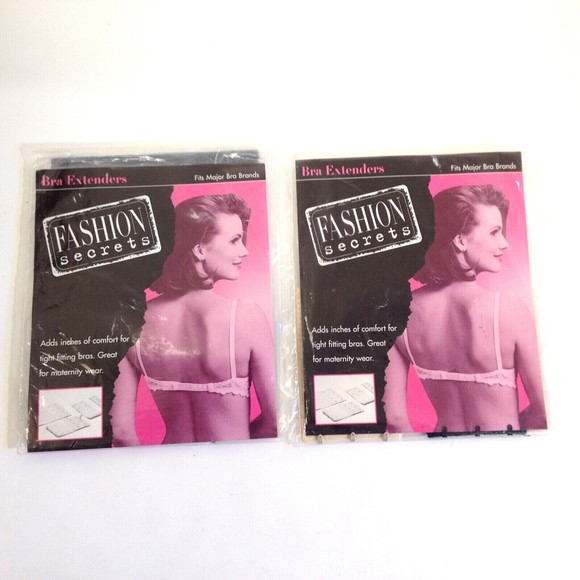 Bra Extenders
Fits Major Bra Brands
FASHION
secrets
Adds inches of comfort for
tight fitting bras. Great
for maternity wear.
Bra Extenders
Fits Major Bra Brands
FASHION
secrets
Adds inches of comfort for
tight fitting bras. Great
for maternity wear.